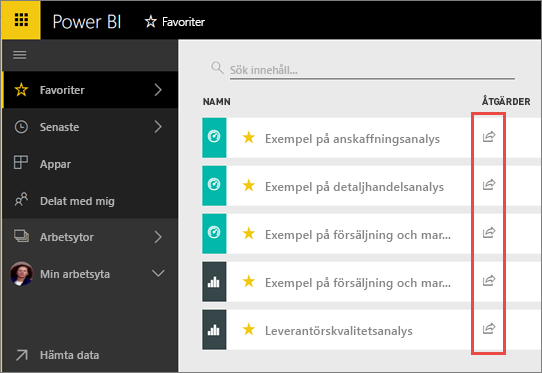 Power BI Favoriter
Sök innehåll...
Favoriter
Senaste
Appar
Delat med mig
Arbetsytor
Min arbetsyta
Hämta data
NAMN ÅTGÄRDER
Exempel på anskaffningsanalys
Exempel på detaljhandelsanalys
Exempel på försäljning och mar...
Exempel på försäljning och mar...
Leverantörskvalitetsanalys